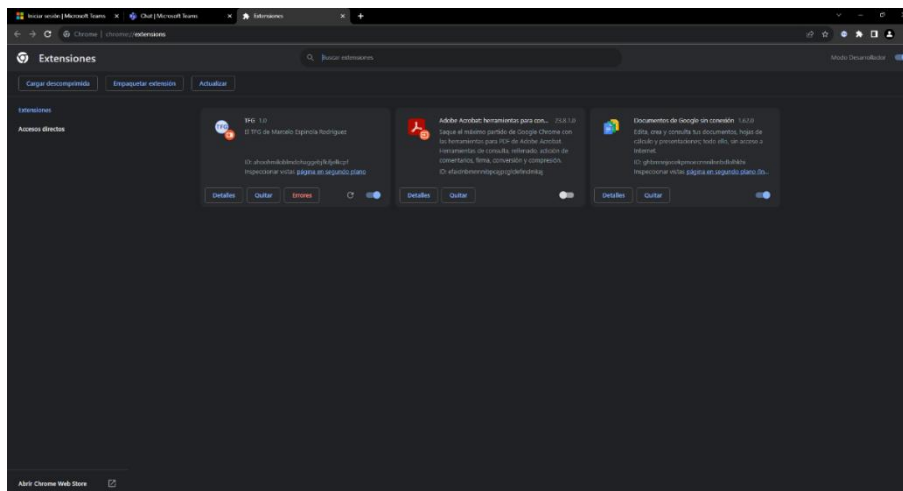 Iniciar sesión | Microsoft Teams
Chat | Microsoft Teams
Extensiones
Chrome | chrome://extensions
Extensiones
Buscar extensiones
Modo Desarrollador
Cargar descomprimida
Empaquetar extensión
Actualizar
Extensiones
Accesos directos
TFG 1.0
El TFG de Marcelo Espínola Rodríguez
Inspeccionar vistas página en segundo plano
Detalles
Quitar
Errores
Adobe Acrobat: herramientas para con...
Saque el máximo partido de Google Chrome con
las herramientas para PDF de Adobe Acrobat.
Herramientas de consulta, rellenado, adición de
comentarios, firma, conversión y compresión.
Detalles
Quitar
Documentos de Google sin conexión
Edita, crea y consulta tus documentos, hojas de
cálculo y presentaciones; todo ello, sin acceso a
Internet.
Inspeccionar vistas página en segundo plano (In...
Detalles
Quitar
Abrir Chrome Web Store